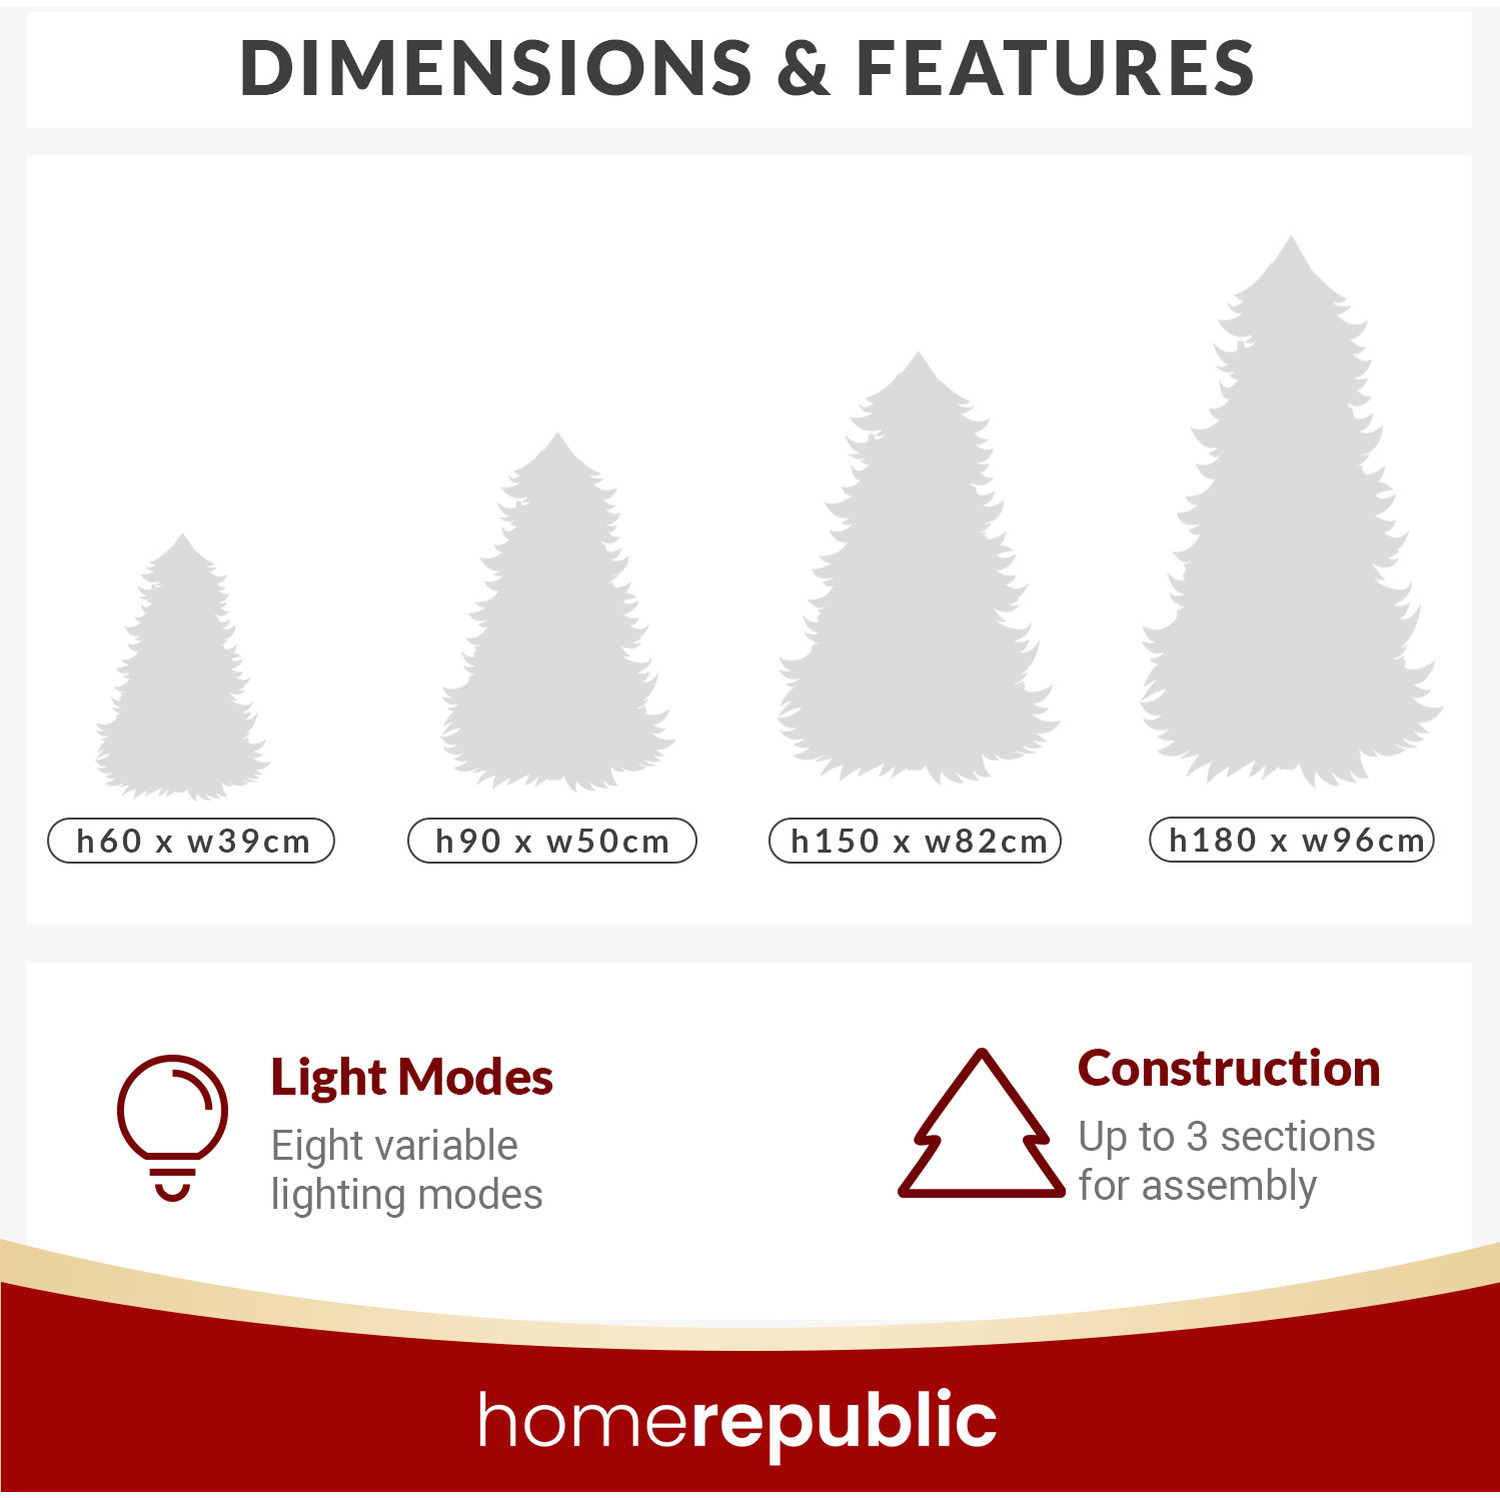 DIMENSIONS & FEATURES
h60 x w39cm
h90 x w50cm
h150 x w82cm
h180 x w96cm
Light Modes
Eight variable
lighting modes
Construction
Up to 3 sections
for assembly
homerepublic